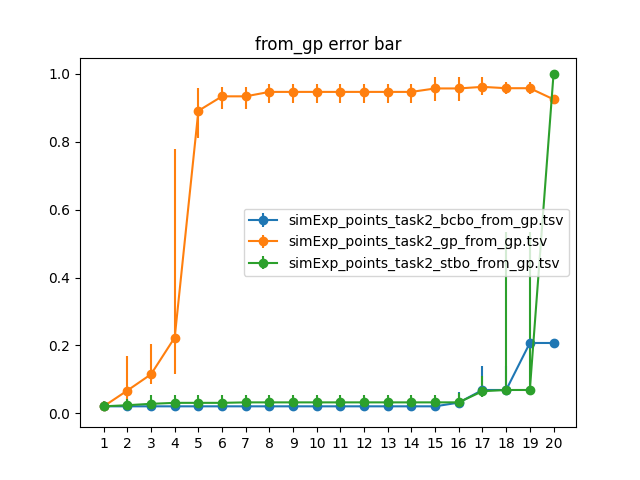 from_gp error bar
1.0
0.8
0.6
0.4
0.2
0.0
simExp_points_task2_bcbo_from_gp.tsv
simExp_points_task2_gp_from_gp.tsv
simExp_points_task2_stbo_from_gp.tsv
1 2 3 4 5 6 7 8 9 10 11 12 13 14 15 16 17 18 19 20